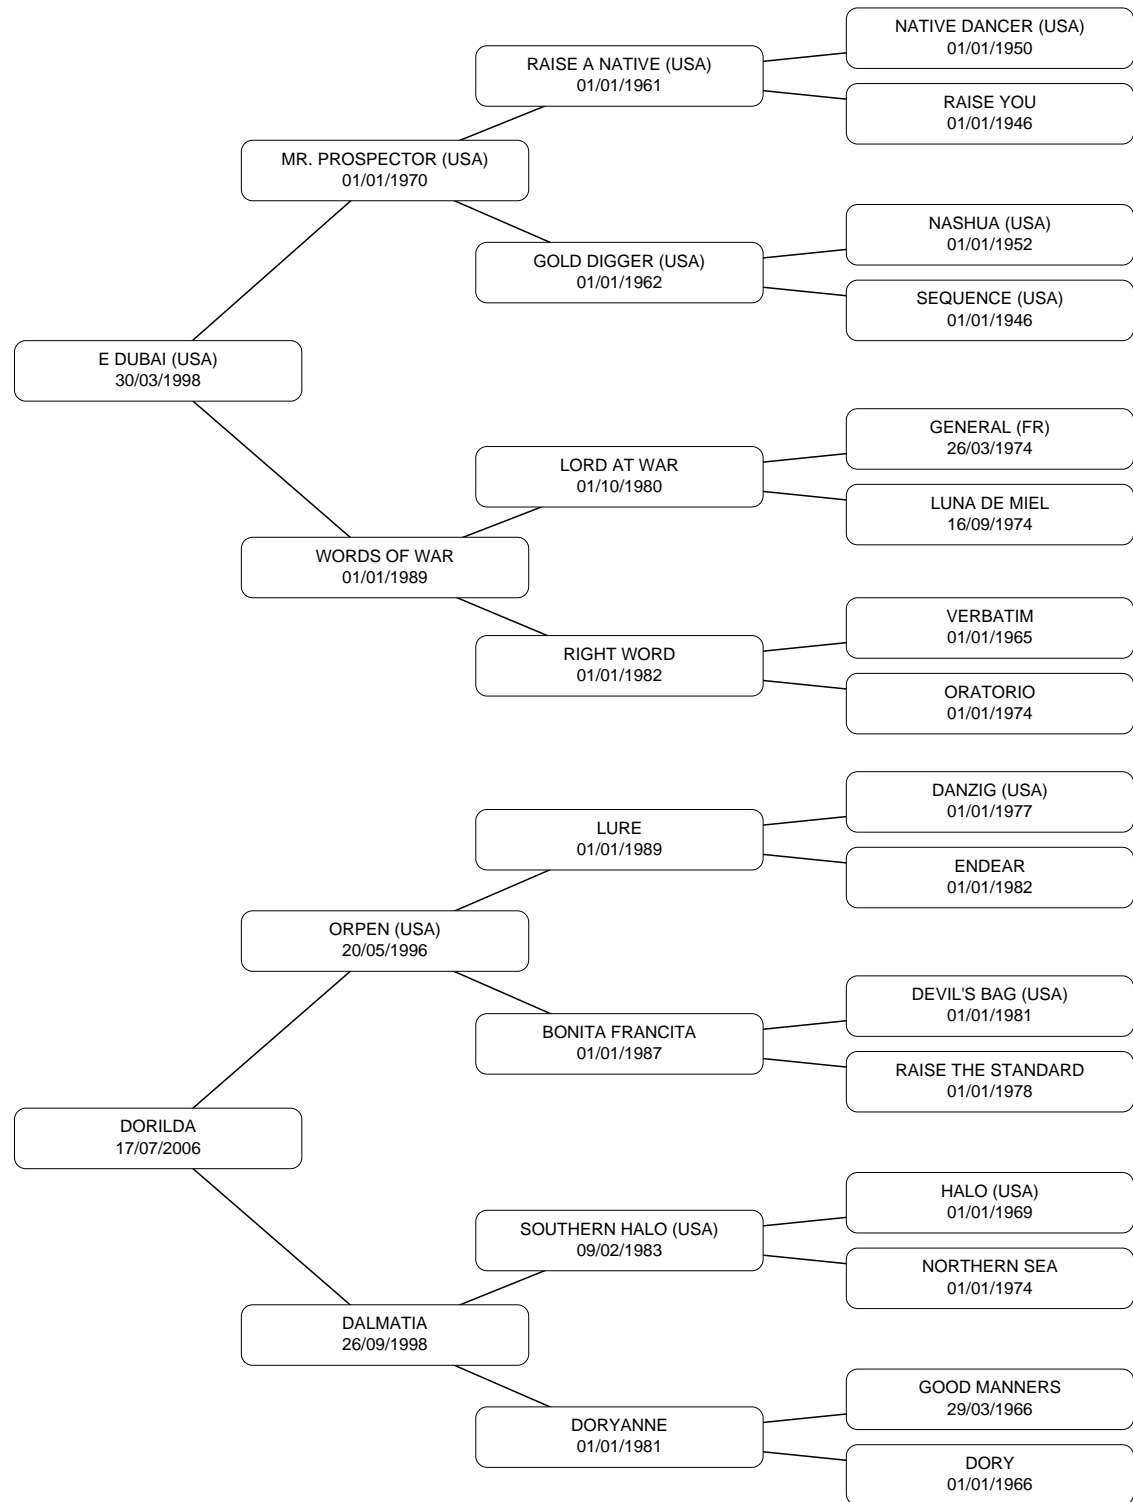 NATIVE DANCER (USA)
01/01/1950
RAISE A NATIVE (USA)
01/01/1961
RAISE YOU
01/01/1946
MR. PROSPECTOR (USA)
01/01/1970
NASHUA (USA)
01/01/1952
GOLD DIGGER (USA)
01/01/1962
SEQUENCE (USA)
01/01/1946
E DUBAI (USA)
30/03/1998
GENERAL (FR)
26/03/1974
LORD AT WAR
01/10/1980
LUNA DE MIEL
16/09/1974
WORDS OF WAR
01/01/1989
VERBATIM
01/01/1965
RIGHT WORD
01/01/1982
ORATORIO
01/01/1974
DANZIG (USA)
01/01/1977
LURE
01/01/1989
ENDEAR
01/01/1982
ORPEN (USA)
20/05/1996
DEVIL'S BAG (USA)
01/01/1981
BONITA FRANCITA
01/01/1987
RAISE THE STANDARD
01/01/1978
DORILDA
17/07/2006
HALO (USA)
01/01/1969
SOUTHERN HALO (USA)
09/02/1983
NORTHERN SEA
01/01/1974
DALMATIA
26/09/1998
GOOD MANNERS
29/03/1966
DORYANNE
01/01/1981
DORY
01/01/1966